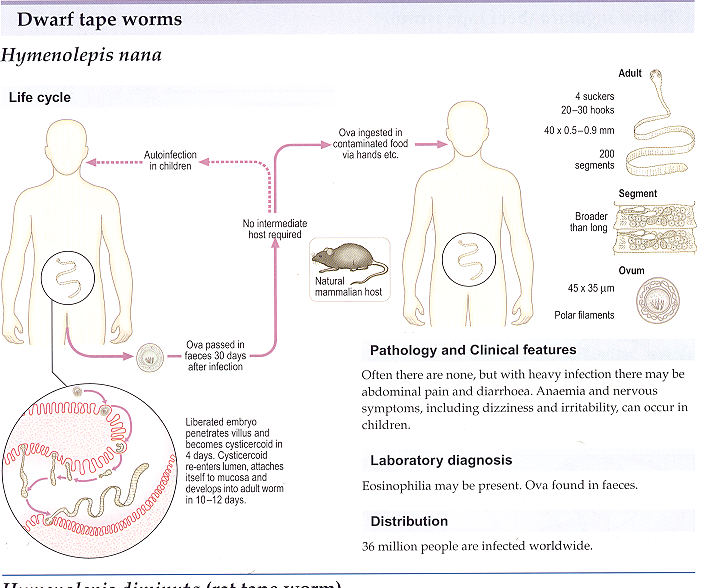 Dwarf tape worms
Hymenolepis nana
Life cycle
Autoinfection
in children
Ova ingested in
contaminated food
via hands etc.
No intermediate
host required
Natural
mammalian host
Ova passed in
faeces 30 days
after infection
Liberated embryo
penetrates villus and
becomes cysticercoid in
4 days. Cysticercoid
re-enters lumen, attaches
itself to mucosa and
develops into adult worm
in 10–12 days.
Adult
4 suckers
20–30 hooks
40 x 0.5–0.9 mm
200
segments
Segment
Broader
than long
Ovum
45 x 35 µm
Polar filaments
Pathology and Clinical features
Often there are none, but with heavy infection there may be
abdominal pain and diarrhoea. Anaemia and nervous
symptoms, including dizziness and irritability, can occur in
children.
Laboratory diagnosis
Eosinophilia may be present. Ova found in faeces.
Distribution
36 million people are infected worldwide.
Hymenolepis diminuta (rat tape worm)